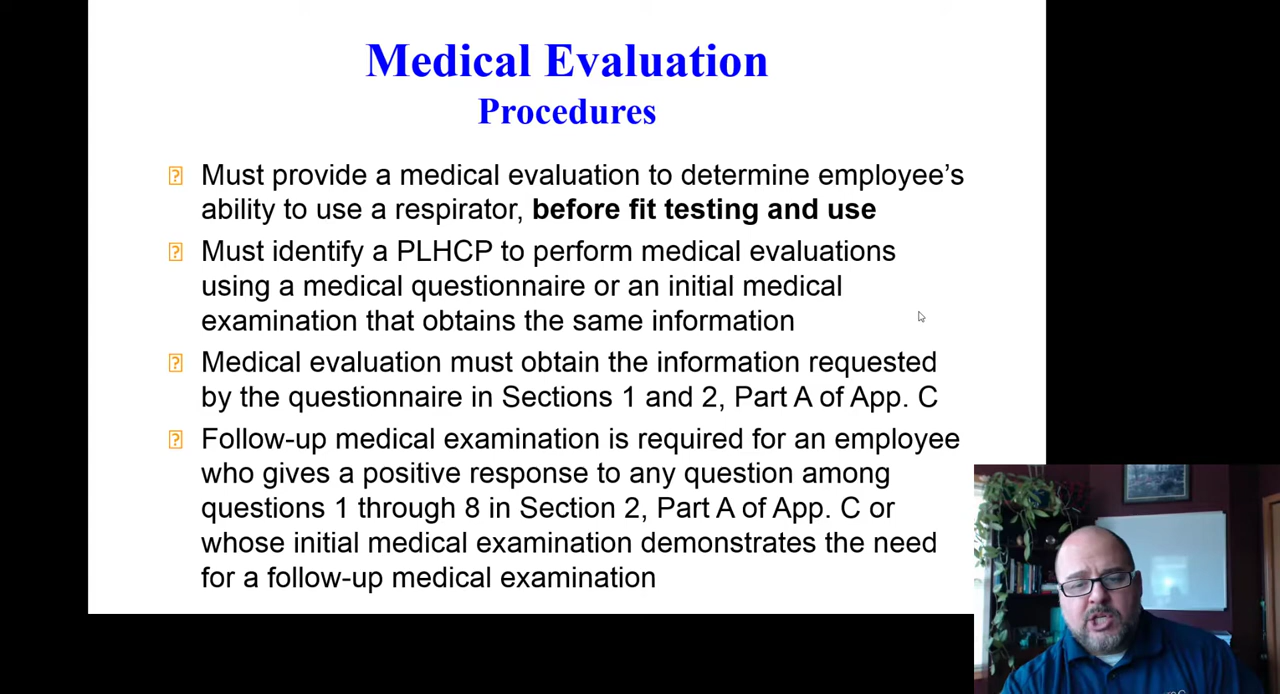 Medical Evaluation
Procedures
Must provide a medical evaluation to determine employee’s
ability to use a respirator, before fit testing and use
Must identify a PLHCP to perform medical evaluations
using a medical questionnaire or an initial medical
examination that obtains the same information
Medical evaluation must obtain the information requested
by the questionnaire in Sections 1 and 2, Part A of App. C
Follow-up medical examination is required for an employee
who gives a positive response to any question among
questions 1 through 8 in Section 2, Part A of App. C or
whose initial medical examination demonstrates the need
for a follow-up medical examination